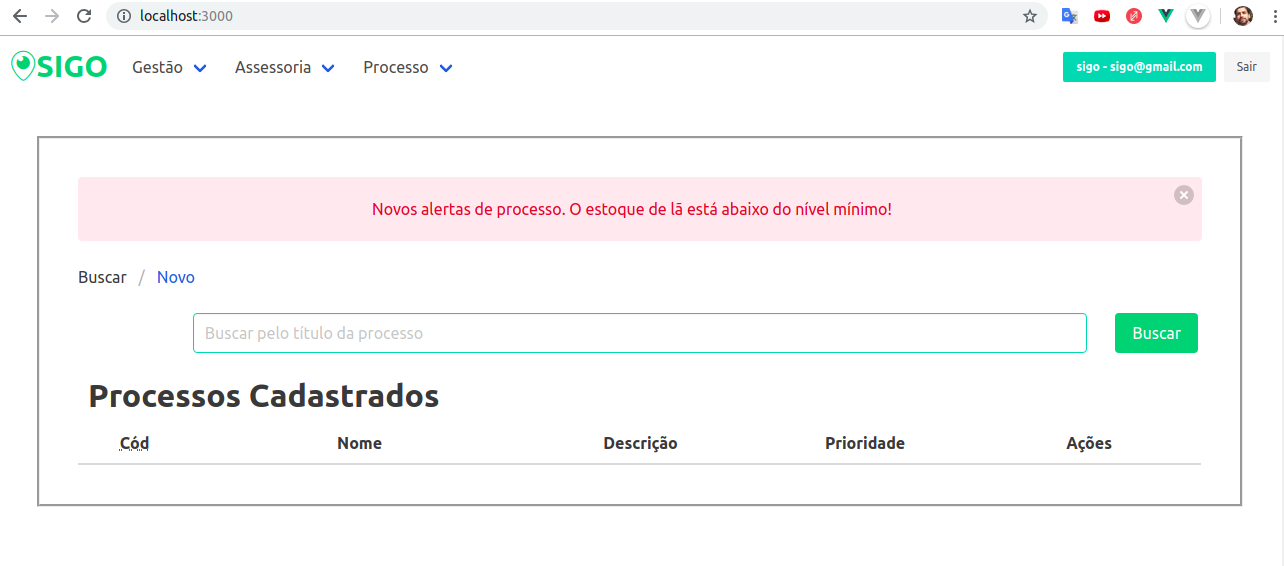 localhost:3000
SIGO Gestão Assessoria Processo sigo - sigo@gmail.com Sair
Novos alertas de processo. O estoque de lã está abaixo do nível mínimo!
Buscar / Novo
Buscar pelo título da processo Buscar
Processos Cadastrados
Cód Nome Descrição Prioridade Ações